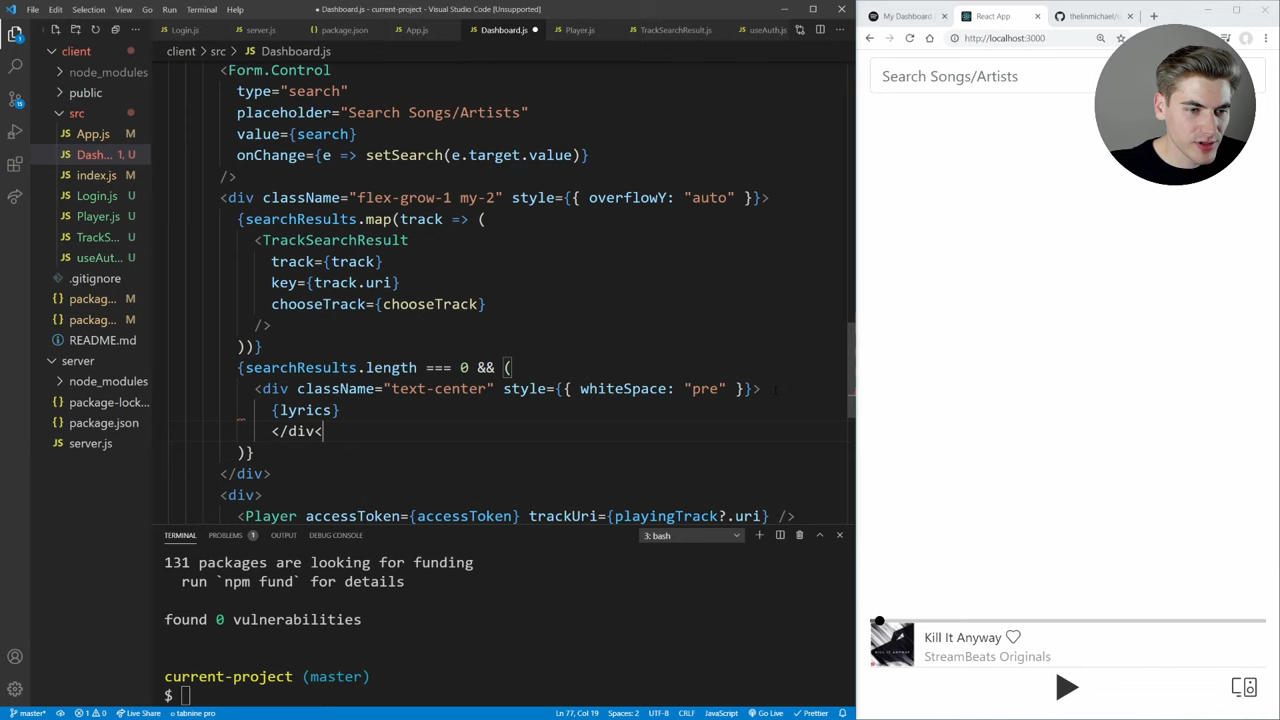 File Edit Selection View Go Run Terminal Help
● Dashboard.js - current-project - Visual Studio Code [Unsupported]
Login.js server.js package.json App.js Dashboard.js Player.js TrackSearchResult.js useAuth.js
client > src > Dashboard.js
client
node_modules
public
src
App.js M
Dash... 1, U
index.js M
Login.js U
Player.js U
TrackS... U
useAut... U
.gitignore
packag... M
packag... M
README.md
server
node_modules
package-lock...
package.json
server.js
<Form.Control
type="search"
placeholder="Search Songs/Artists"
value={search}
onChange={e => setSearch(e.target.value)}
/>
<div className="flex-grow-1 my-2" style={{ overflowY: "auto" }}>
{searchResults.map(track => (
<TrackSearchResult
track={track}
key={track.uri}
chooseTrack={chooseTrack}
/>
))}
{searchResults.length === 0 && (
<div className="text-center" style={{ whiteSpace: "pre" }}>
{lyrics}
</div<
)}
</div>
<div>
<Player accessToken={accessToken} trackUri={playingTrack?.uri} />
TERMINAL PROBLEMS 1 OUTPUT DEBUG CONSOLE 3: bash
131 packages are looking for funding
run `npm fund` for details
found 0 vulnerabilities
current-project (master)
$
master* 1 0 Live Share tabnine pro Ln 77, Col 19 Spaces: 2 UTF-8 CRLF JavaScript Go Live Prettier
My Dashboard React App thelinmichael/
http://localhost:3000
Search Songs/Artists
KILL IT ANYWAY
Kill It Anyway
StreamBeats Originals